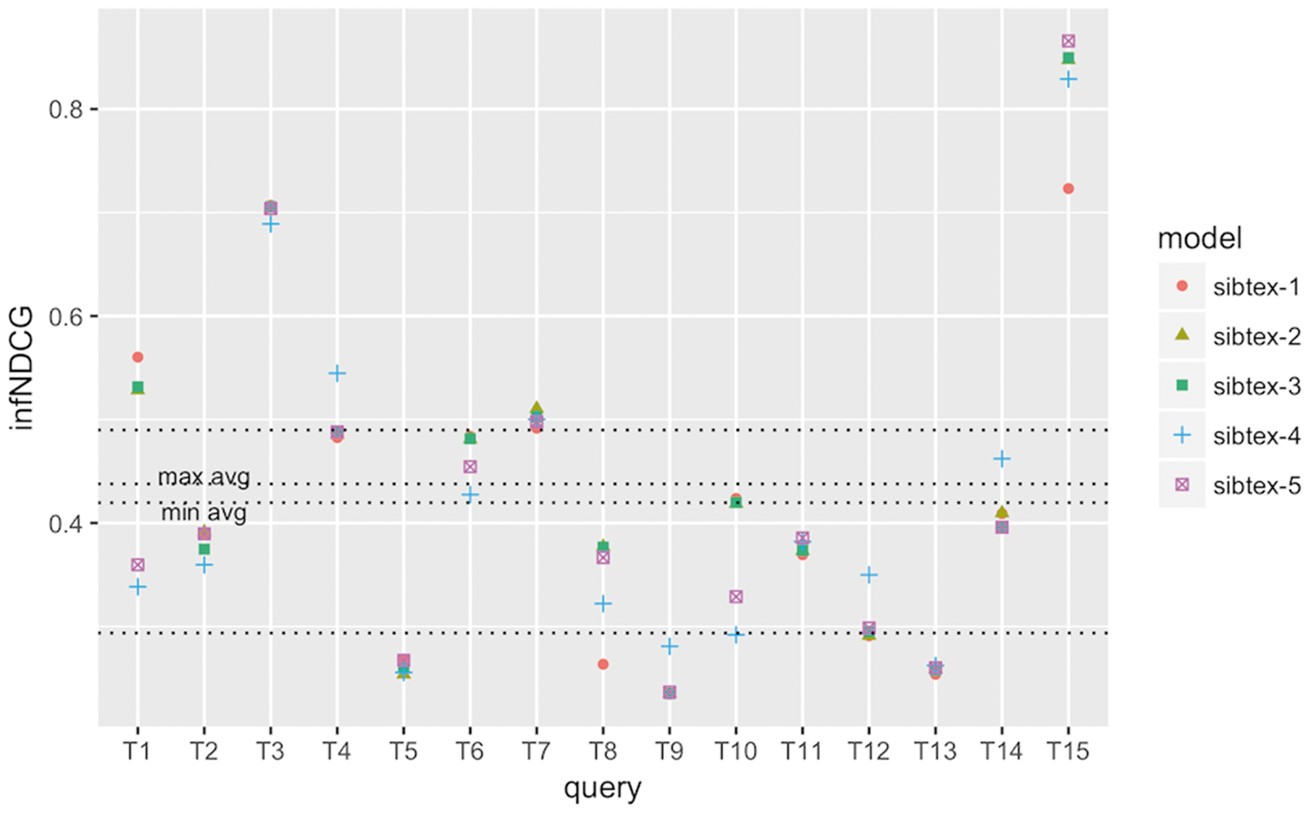 infNDCG
0.8
0.6
0.4
max avg
min avg
T1 T2 T3 T4 T5 T6 T7 T8 T9 T10 T11 T12 T13 T14 T15
query
model
sibtex-1
sibtex-2
sibtex-3
sibtex-4
sibtex-5